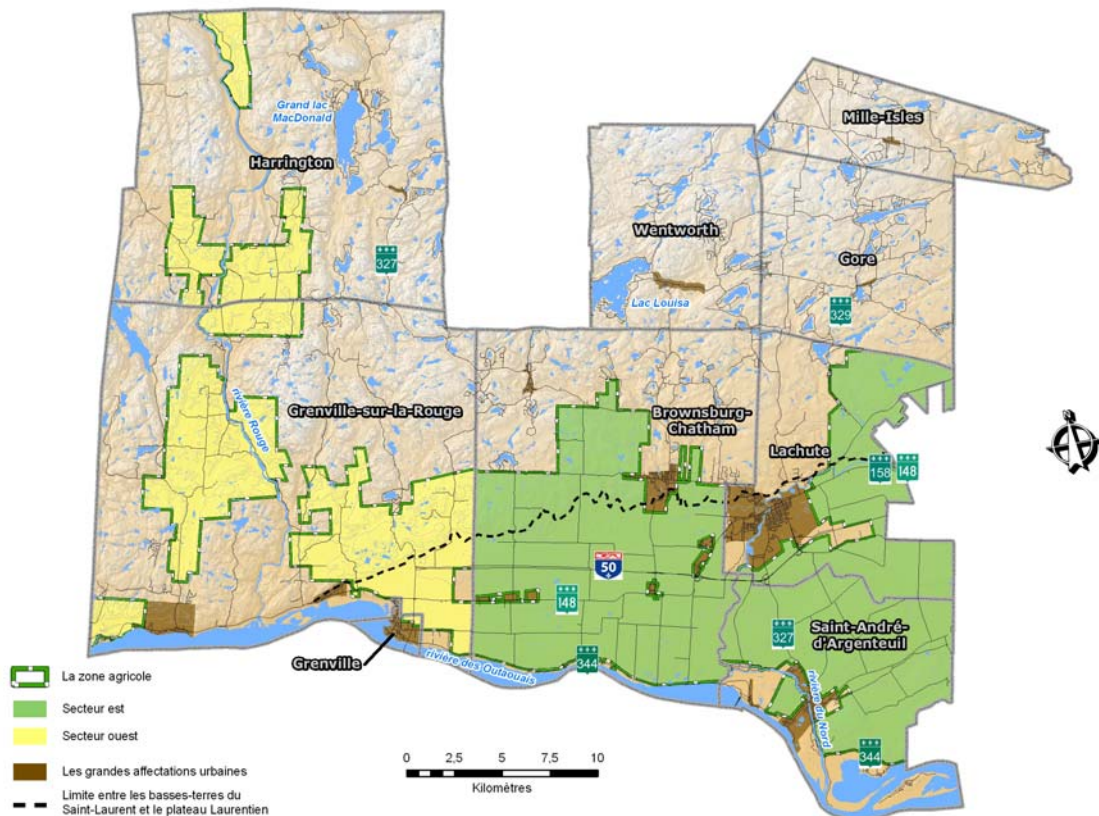 Grand lac
MacDonald
Harrington
Mille-Isles
Wentworth
Gore
Lac Louisa
327
329
rivière Rouge
Grenville-sur-la-Rouge
Brownsburg-
Chatham
Lachute
158
148
50
148
327
Saint-André-
d'Argenteuil
Grenville
rivière des Outaouais
344
rivière du Nord
344
La zone agricole
Secteur est
Secteur ouest
Les grandes affectations urbaines
Limite entre les basses-terres du
Saint-Laurent et le plateau Laurentien
0 2,5 5 7,5 10
Kilomètres